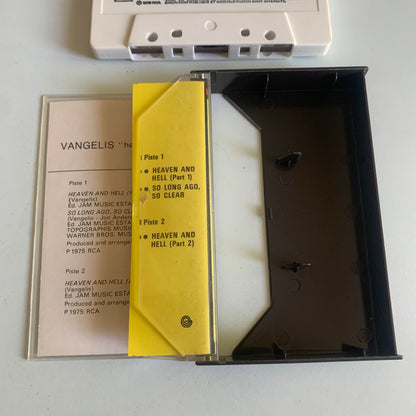 VANGELIS "he
Piste 1
HEAVEN AND HELL (
(Vangelis)
Ed. JAM MUSIC ESTA
SO LONG AGO, SO CL
(Vangelis - Jon Anders
Ed. JAM MUSIC ESTA
TOPOGRAPHIS MUSIC
WARNER BROS. MUS
Produced and arrange
P 1975 RCA
Piste 2
HEAVEN AND HELL (
(Vangelis)
Ed. JAM MUSIC ESTA
Produced and arrange
P 1975 RCA
Piste 1
HEAVEN AND
HELL (Part 1)
SO LONG AGO,
SO CLEAR
Piste 2
HEAVEN AND
HELL (Part 2)